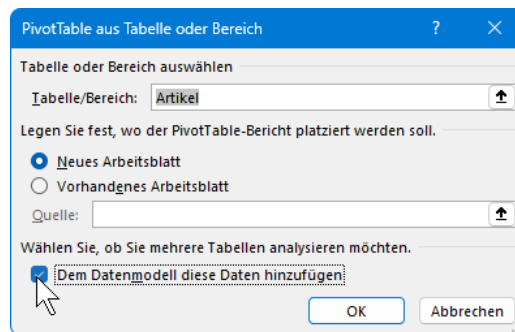 PivotTable aus Tabelle oder Bereich ? ×
Tabelle oder Bereich auswählen
Tabelle/Bereich: Artikel
Legen Sie fest, wo der PivotTable-Bericht platziert werden soll.
Neues Arbeitsblatt
Vorhandenes Arbeitsblatt
Quelle:
Wählen Sie, ob Sie mehrere Tabellen analysieren möchten.
Dem Datenmodell diese Daten hinzufügen
OK Abbrechen